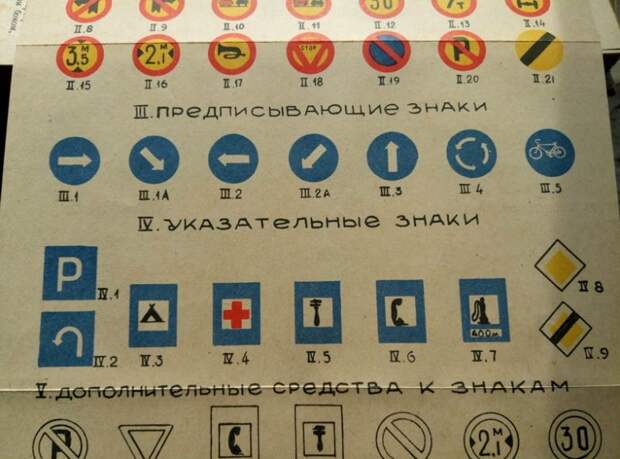 30
II.8 II.9 II.10 II.11 II.12 II.13 II.14
3,5 М 2,1 М STOP P
II.15 II.16 II.17 II.18 II.19 II.20 II.21
III. ПРЕДПИСЫВАЮЩИЕ ЗНАКИ
III.1 III.1А III.2 III.2А III.3 III.4 III.5
IV. УКАЗАТЕЛЬНЫЕ ЗНАКИ
P IV.1
IV 8
400м
IV.2 IV.3 IV.4 IV.5 IV.6 IV.7 IV.9
V. ДОПОЛНИТЕЛЬНЫЕ СРЕДСТВА К ЗНАКАМ
P 2,1 М 30